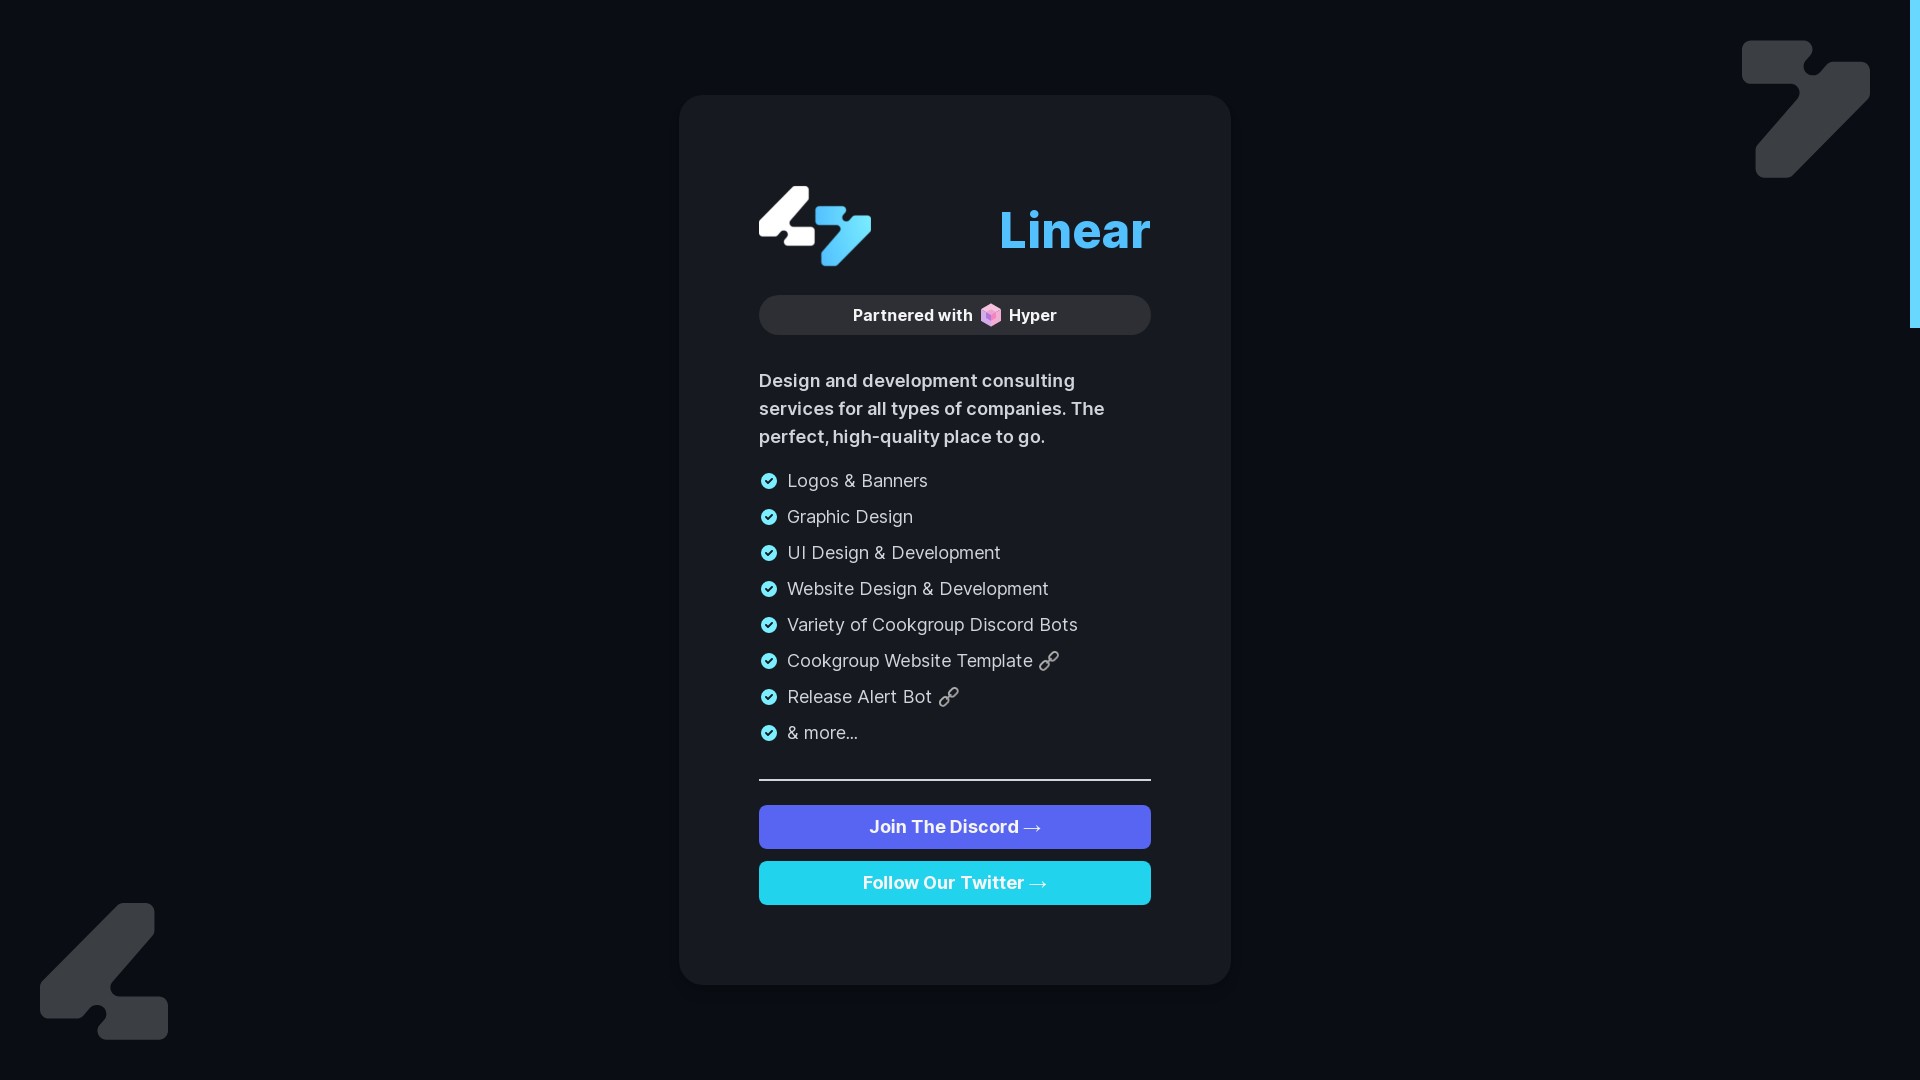 Linear
Partnered with Hyper
Design and development consulting
services for all types of companies. The
perfect, high-quality place to go.
Logos & Banners
Graphic Design
UI Design & Development
Website Design & Development
Variety of Cookgroup Discord Bots
Cookgroup Website Template
Release Alert Bot
& more...
Join The Discord →
Follow Our Twitter →